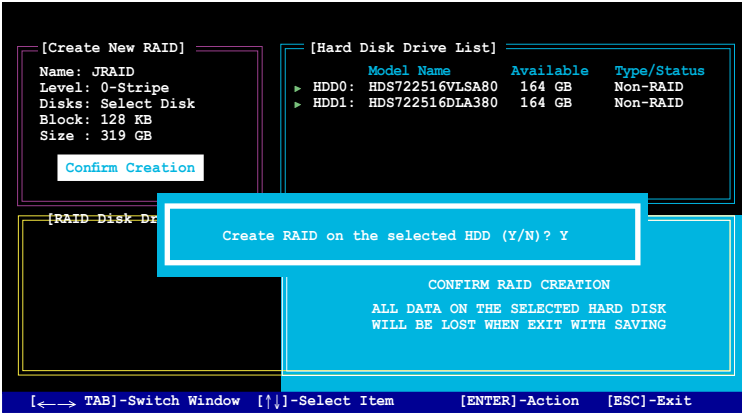 [Create New RAID]
Name: JRAID
Level: 0-Stripe
Disks: Select Disk
Block: 128 KB
Size : 319 GB
Confirm Creation
[Hard Disk Drive List]
Model Name Available Type/Status
HDD0: HDS722516VLSA80 164 GB Non-RAID
HDD1: HDS722516DLA380 164 GB Non-RAID
[RAID Disk Dr
Create RAID on the selected HDD (Y/N)? Y
CONFIRM RAID CREATION
ALL DATA ON THE SELECTED HARD DISK
WILL BE LOST WHEN EXIT WITH SAVING
[←→ TAB]-Switch Window [↑↓]-Select Item [ENTER]-Action [ESC]-Exit